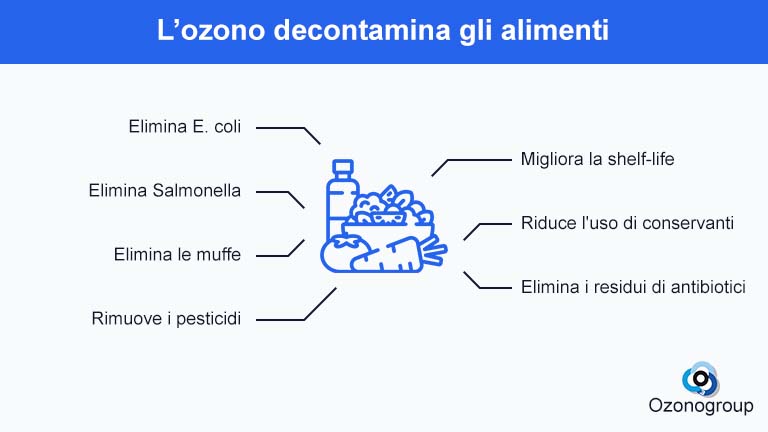 L’ozono decontamina gli alimenti
Elimina E. coli
Elimina Salmonella
Elimina le muffe
Rimuove i pesticidi
Migliora la shelf-life
Riduce l'uso di conservanti
Elimina i residui di antibiotici
Ozonogroup